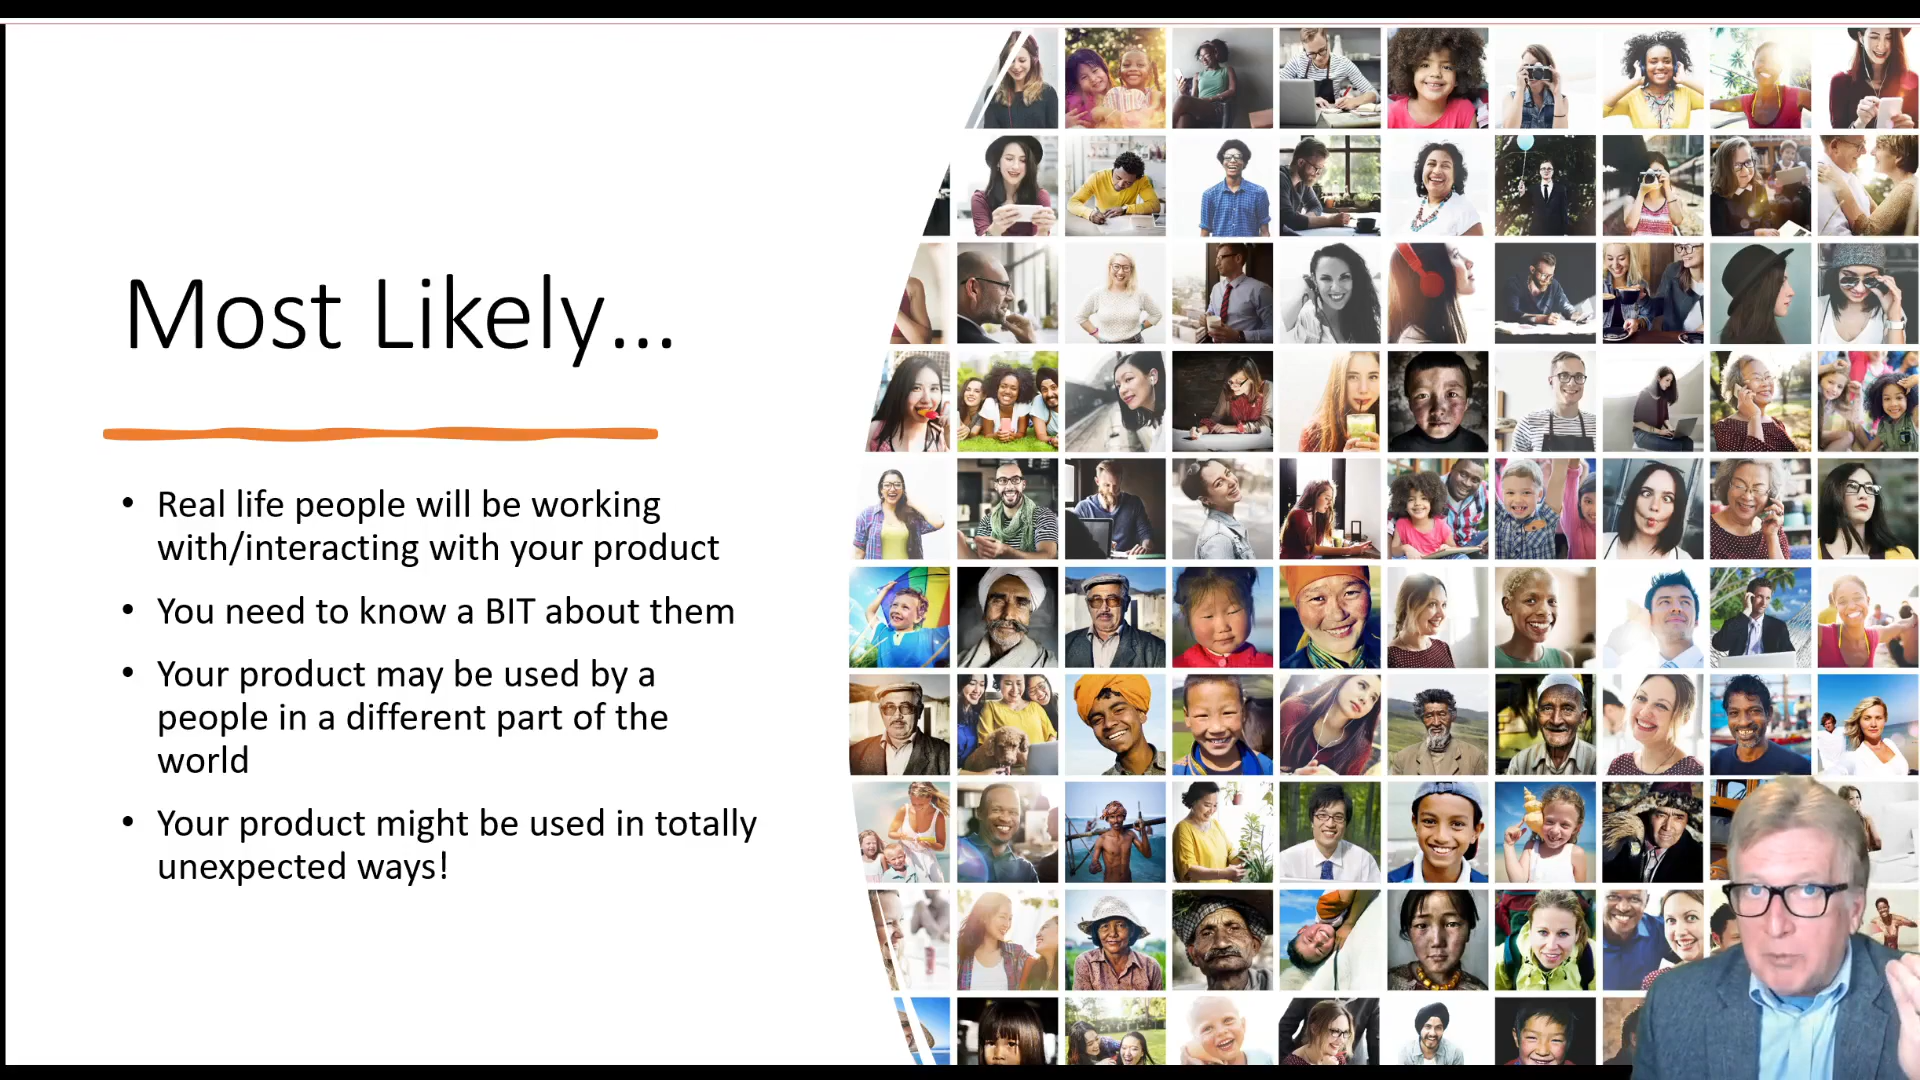 Most Likely...
• Real life people will be working
with/interacting with your product
• You need to know a BIT about them
• Your product may be used by a
people in a different part of the
world
• Your product might be used in totally
unexpected ways!